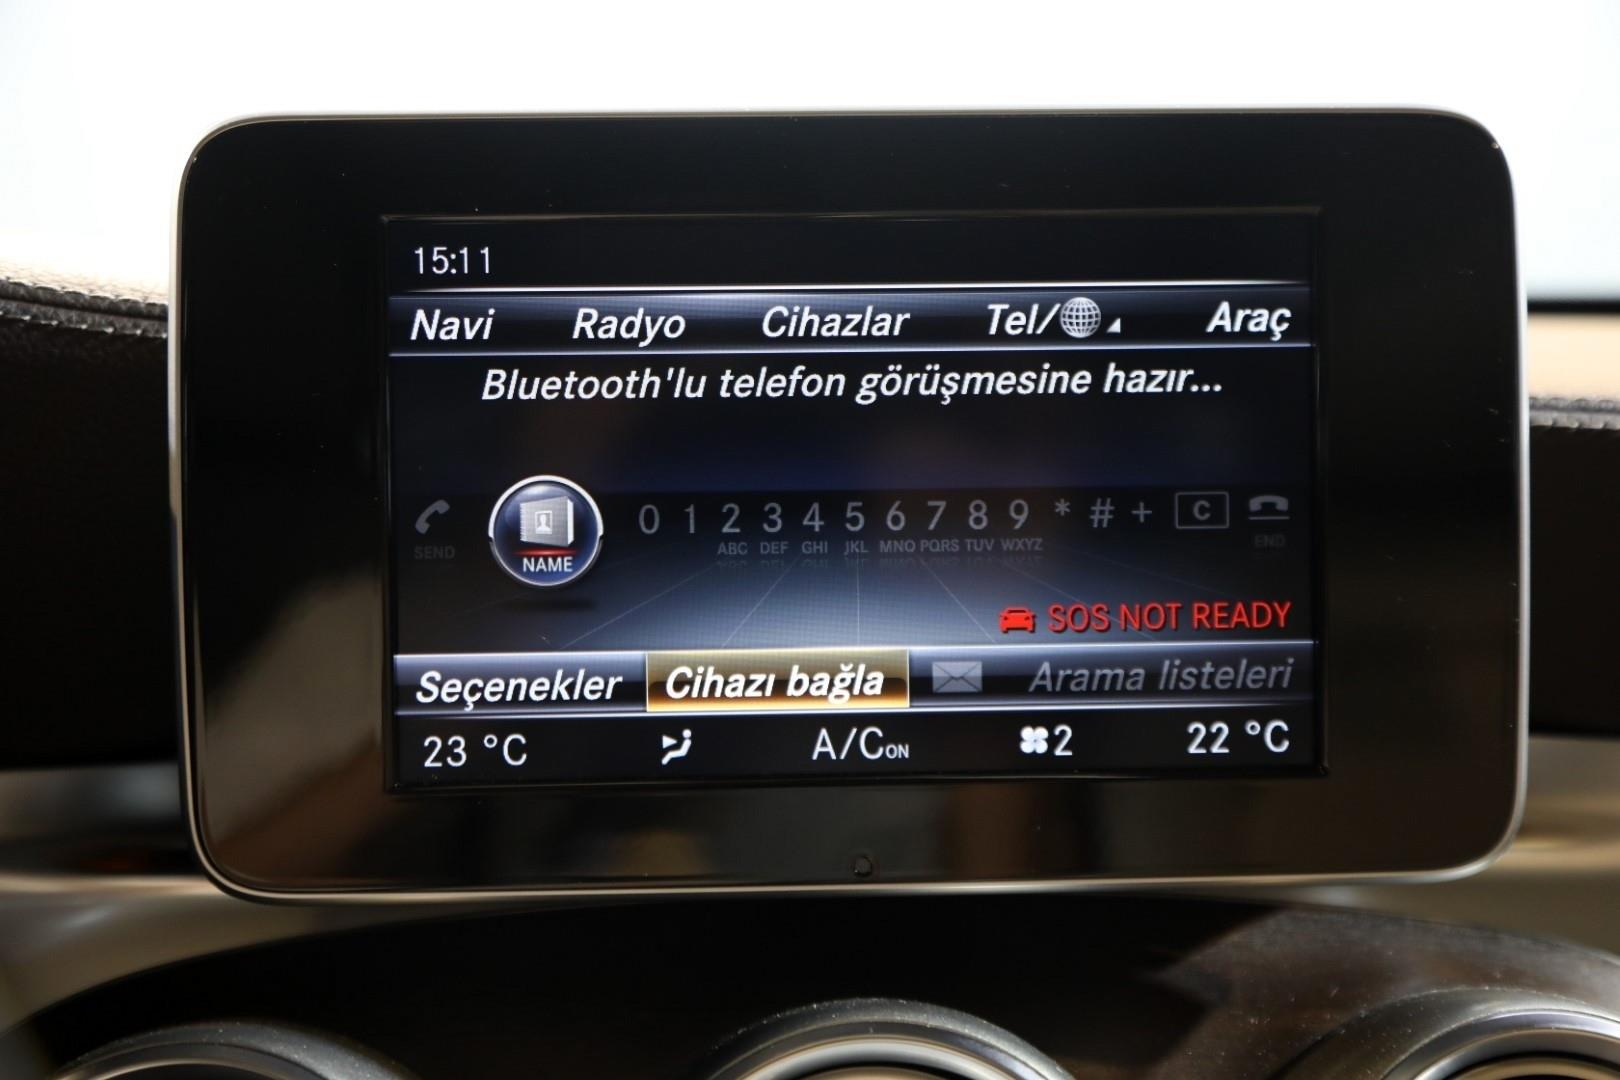 15:11
Navi Radyo Cihazlar Tel/ Araç
Bluetooth'lu telefon görüşmesine hazır...
0 1 2 3 4 5 6 7 8 9 * # + C
SEND NAME ABC DEF GHI JKL MNO PQRS TUV WXYZ END
SOS NOT READY
Seçenekler Cihazı bağla Arama listeleri
23 °C A/C ON 2 22 °C